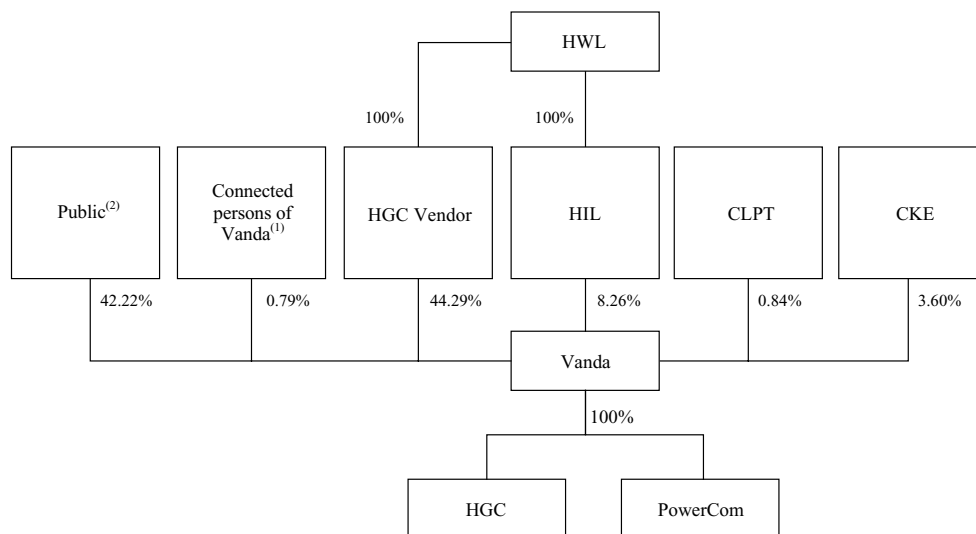 HWL
100%
100%
Public(2)
Connected
persons of
Vanda(1)
HGC Vendor
HIL
CLPT
CKE
42.22%
0.79%
44.29%
8.26%
0.84%
3.60%
Vanda
100%
HGC
PowerCom